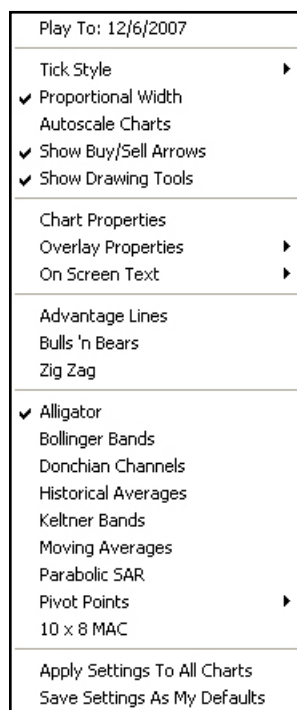 Play To: 12/6/2007
Tick Style
Proportional Width
Autoscale Charts
Show Buy/Sell Arrows
Show Drawing Tools
Chart Properties
Overlay Properties
On Screen Text
Advantage Lines
Bulls 'n Bears
Zig Zag
Alligator
Bollinger Bands
Donchian Channels
Historical Averages
Keltner Bands
Moving Averages
Parabolic SAR
Pivot Points
10 x 8 MAC
Apply Settings To All Charts
Save Settings As My Defaults